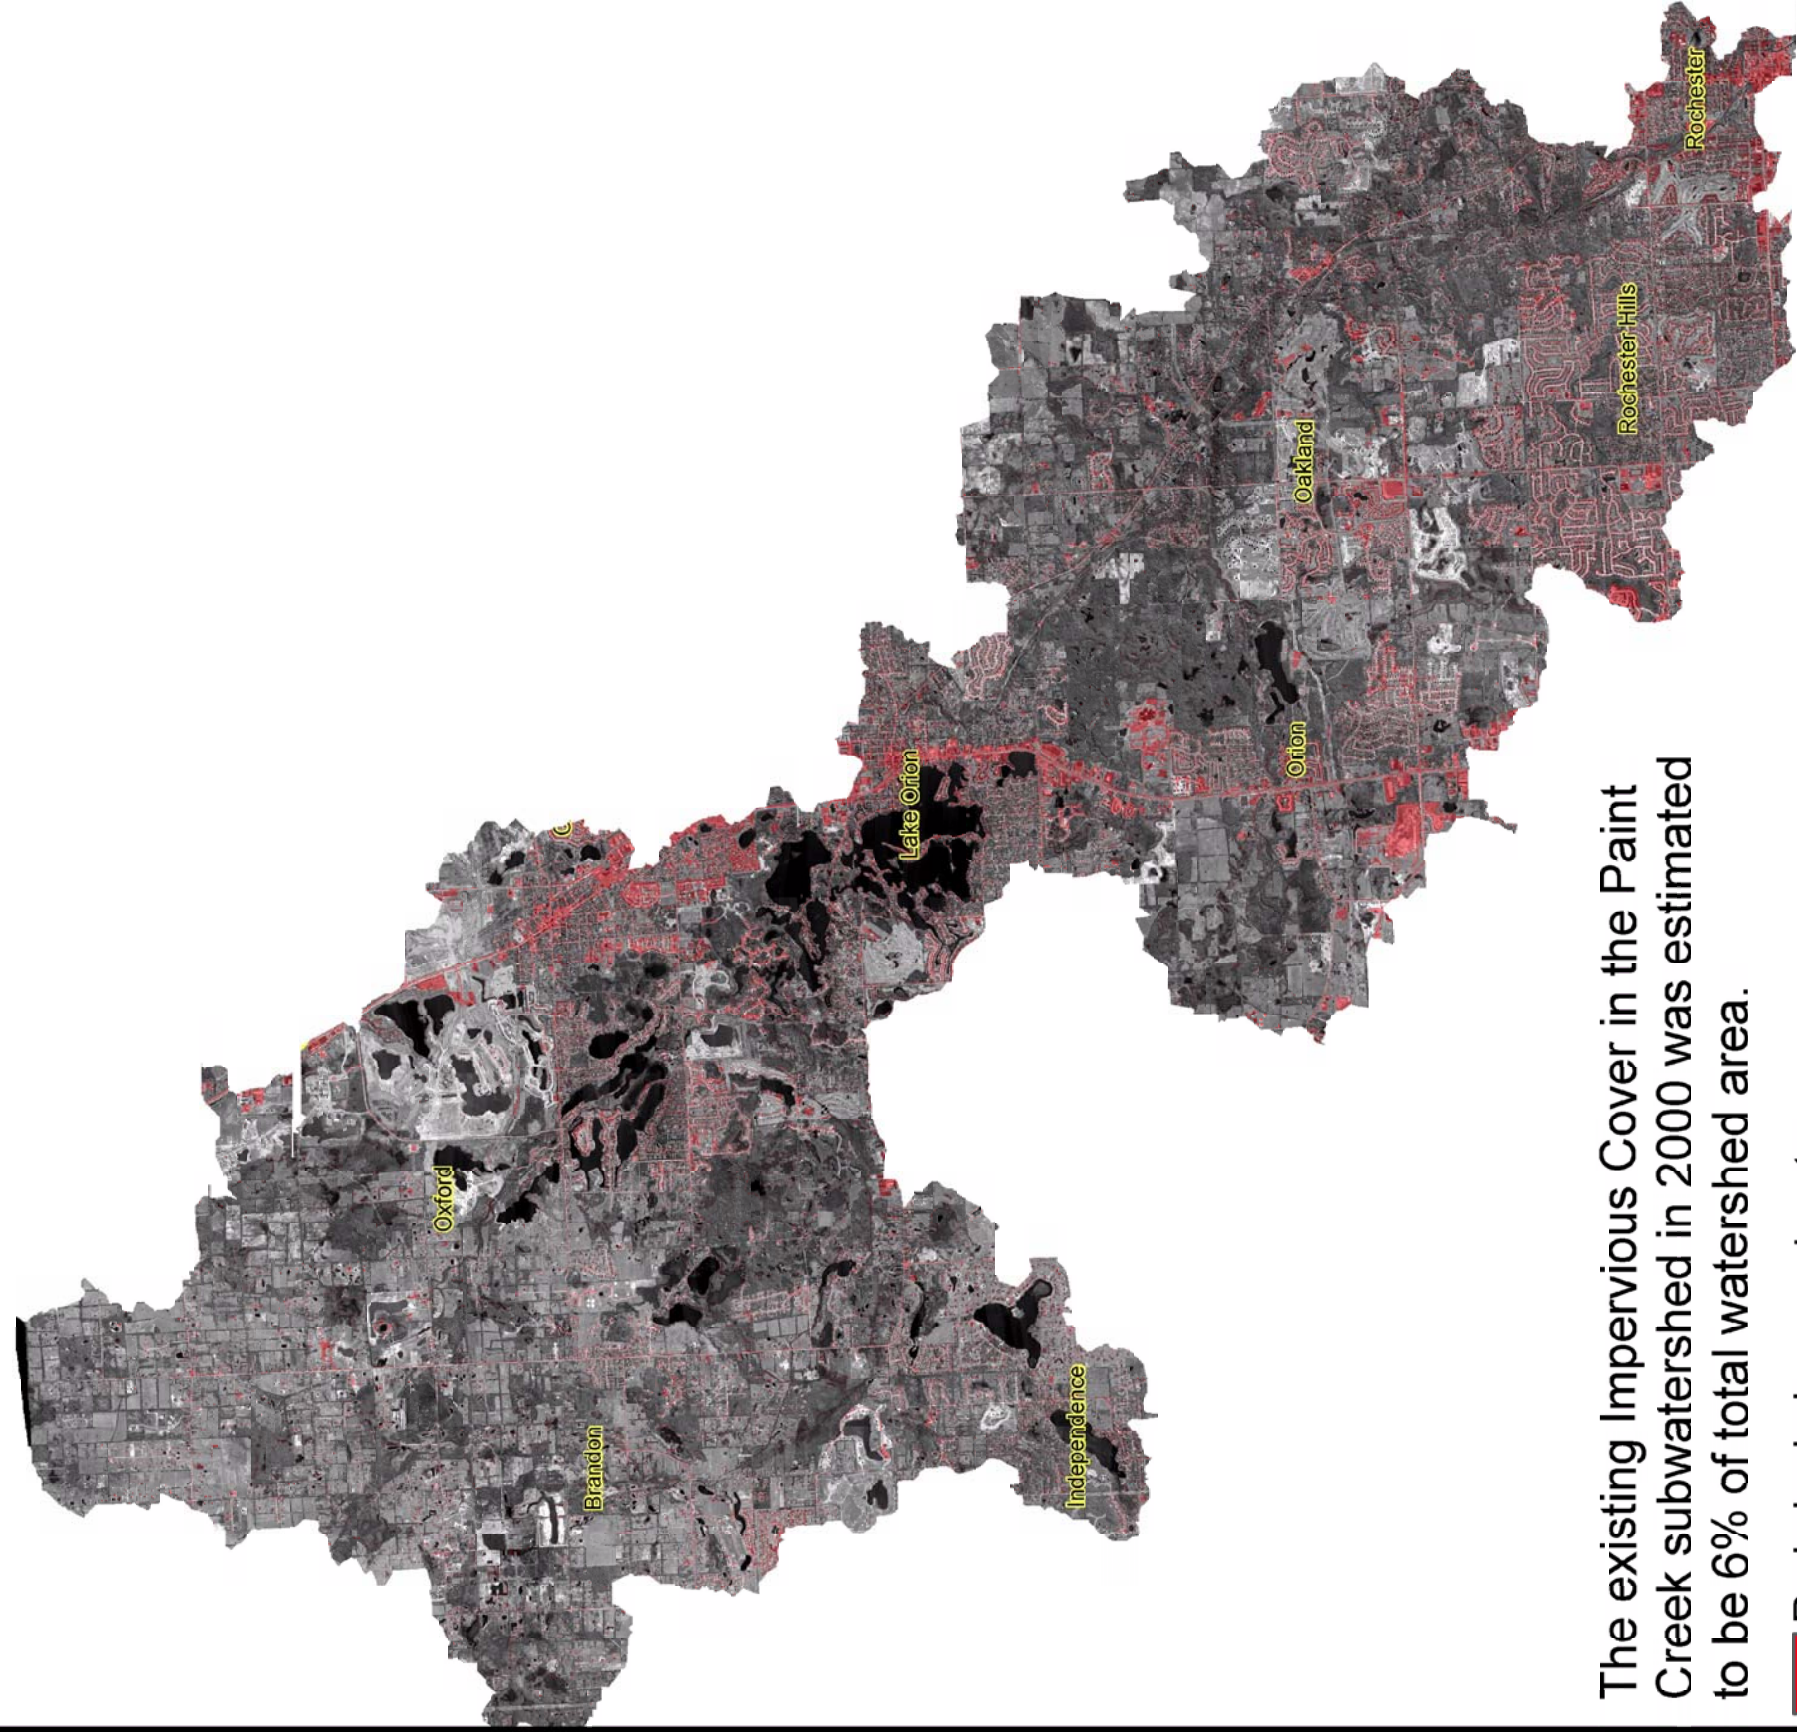 Rochester
Rochester Hills
Oakland
Orion
Lake Orion
Oxford
Brandon
Independence
The existing Impervious Cover in the Paint
Creek subwatershed in 2000 was estimated
to be 6% of total watershed area.